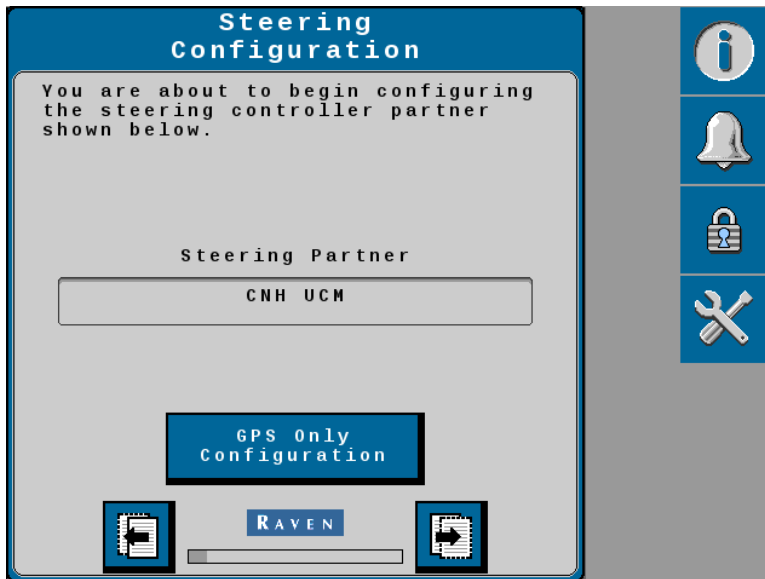 Steering
Configuration
You are about to begin configuring
the steering controller partner
shown below.
Steering Partner
CNH UCM
GPS Only
Configuration
RAVEN